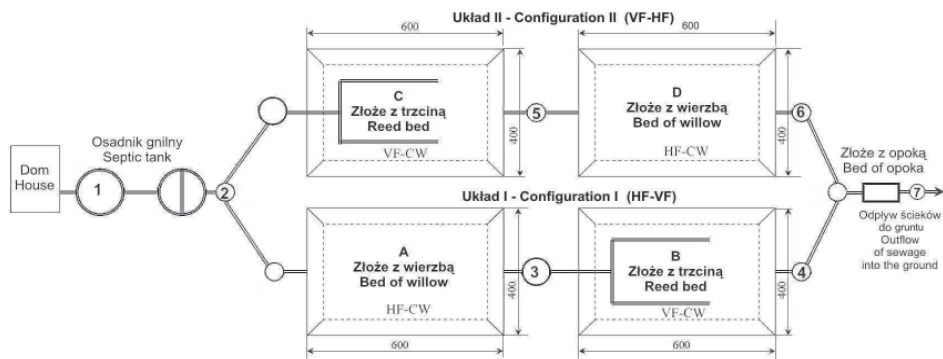 Układ II - Configuration II (VF-HF)
600
600
C
Złoże z trzciną
Reed bed
VF-CW
400
5
D
Złoże z wierzbą
Bed of willow
HF-CW
400
6
Osadnik gnilny
Septic tank
Dom
House
1
2
Złoże z opoką
Bed of opoka
7
Odpływ ścieków
do gruntu
Outflow
of sewage
into the ground
Układ I - Configuration I (HF-VF)
A
Złoże z wierzbą
Bed of willow
HF-CW
400
3
B
Złoże z trzciną
Reed bed
VF-CW
400
4
600
600